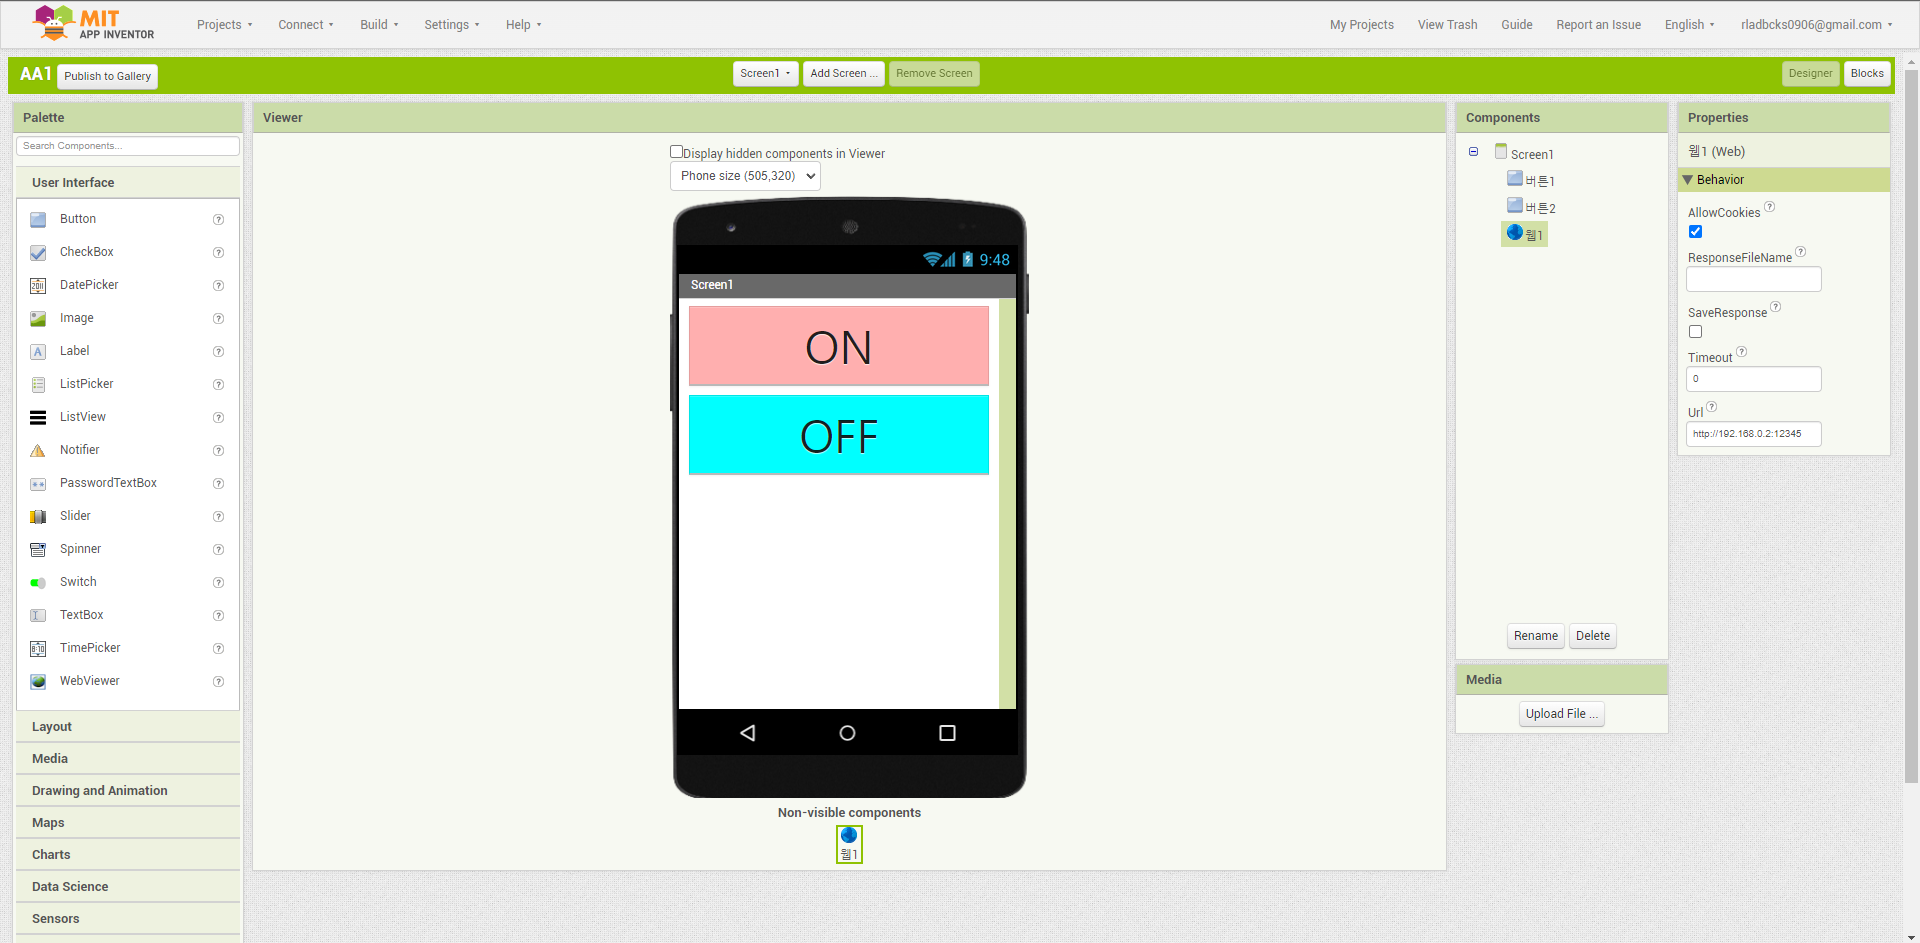 MIT
APP INVENTOR
Projects
Connect
Build
Settings
Help
My Projects
View Trash
Guide
Report an Issue
English
rladbcks0906@gmail.com
AA1
Publish to Gallery
Screen1
Add Screen ...
Remove Screen
Designer
Blocks
Palette
Search Components...
User Interface
Button
?
CheckBox
?
DatePicker
?
Image
?
Label
?
ListPicker
?
ListView
?
Notifier
?
PasswordTextBox
?
Slider
?
Spinner
?
Switch
?
TextBox
?
TimePicker
?
WebViewer
?
Layout
Media
Drawing and Animation
Maps
Charts
Data Science
Sensors
Viewer
Display hidden components in Viewer
Phone size (505,320)
9:48
Screen1
ON
OFF
Non-visible components
웹1
Components
Screen1
버튼1
버튼2
웹1
Rename
Delete
Media
Upload File ...
Properties
웹1 (Web)
Behavior
AllowCookies ?
ResponseFileName ?
SaveResponse ?
Timeout ?
0
Url ?
http://192.168.0.2:12345